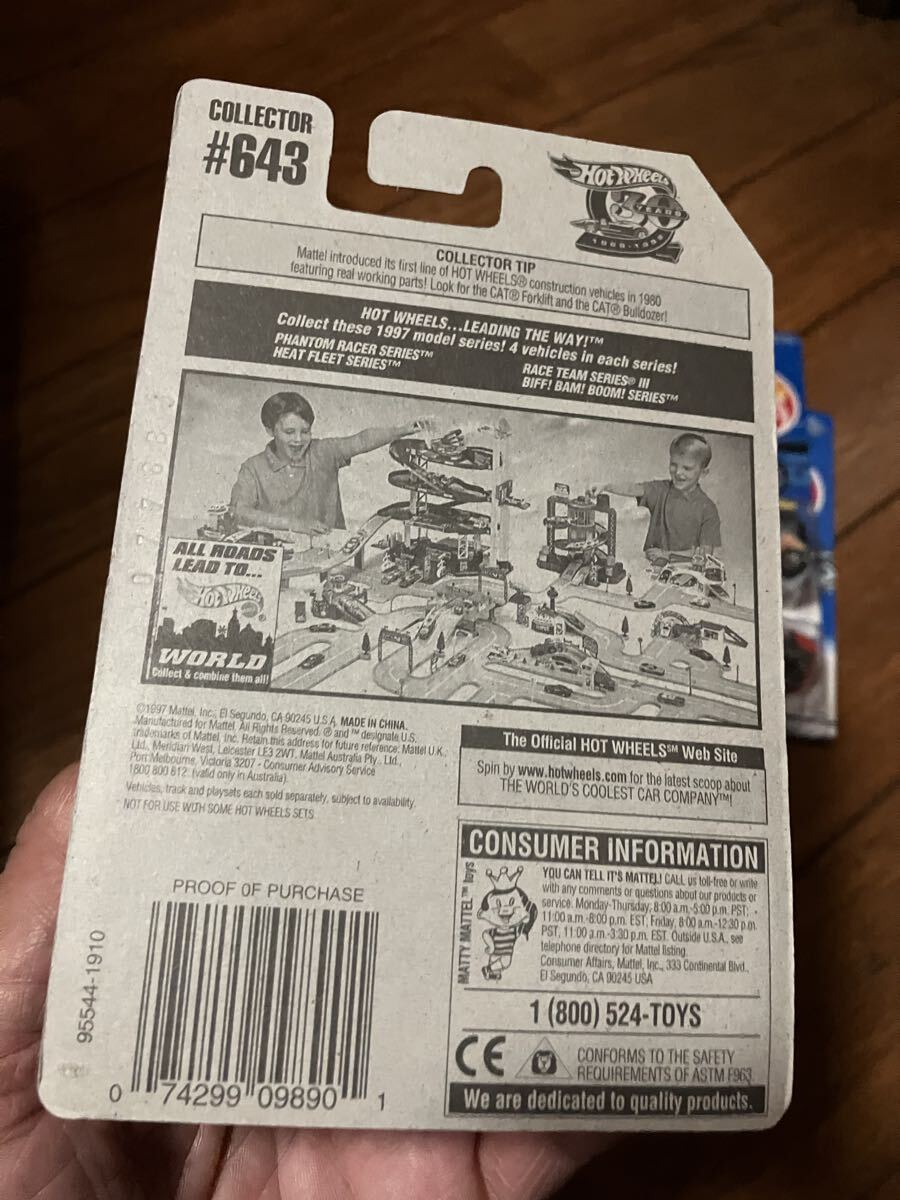 COLLECTOR
#643
HOT WHEELS
30
YEARS
1968-1998
COLLECTOR TIP
Mattel introduced its first line of HOT WHEELS® construction vehicles in 1980
featuring real working parts! Look for the CAT® Forklift and the CAT® Bulldozer!
HOT WHEELS...LEADING THE WAY!™
Collect these 1997 model series! 4 vehicles in each series!
PHANTOM RACER SERIES™
HEAT FLEET SERIES™
RACE TEAM SERIES® III
BIFF! BAM! BOOM! SERIES™
ALL ROADS
LEAD TO...
HOT WHEELS
WORLD
Collect & combine them all!
©1997 Mattel, Inc., El Segundo, CA 90245 U.S.A. MADE IN CHINA.
Manufactured for Mattel. All Rights Reserved. ® and ™ designate U.S.
trademarks of Mattel, Inc. Retain this address for future reference: Mattel U.K.
Ltd., Meridian West, Leicester LE3 2WT. Mattel Australia Pty., Ltd.,
Port Melbourne, Victoria 3207 - Consumer Advisory Service
1800 800 812. (valid only in Australia).
Vehicles, track and playsets each sold separately, subject to availability.
NOT FOR USE WITH SOME HOT WHEELS SETS
The Official HOT WHEELS℠ Web Site
Spin by www.hotwheels.com for the latest scoop about
THE WORLD'S COOLEST CAR COMPANY™!
CONSUMER INFORMATION
MATTY MATTEL™ toys
YOU CAN TELL IT'S MATTEL! CALL us toll-free or write
with any comments or questions about our products or
service. Monday-Thursday, 8:00 a.m.-5:00 p.m. PST;
11:00 a.m.-8:00 p.m. EST, Friday, 8:00 a.m.-12:30 p.m.
PST, 11:00 a.m.-3:30 p.m. EST. Outside U.S.A., see
telephone directory for Mattel listing.
Consumer Affairs, Mattel, Inc., 333 Continental Blvd.,
El Segundo, CA 90245 USA
1 (800) 524-TOYS
CE
CONFORMS TO THE SAFETY
REQUIREMENTS OF ASTM F963.
We are dedicated to quality products.
PROOF OF PURCHASE
95544-1910
0 74299 09890 1